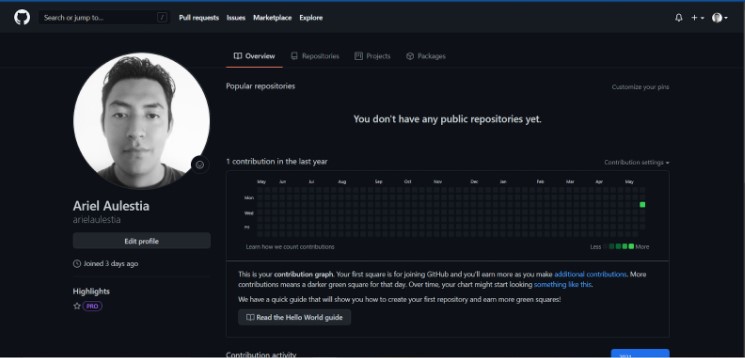 Search or jump to... /
Pull requests Issues Marketplace Explore
Overview Repositories Projects Packages
Popular repositories Customize your pins
You don't have any public repositories yet.
1 contribution in the last year Contribution settings
May Jun Jul Aug Sep Oct Nov Dec Jan Feb Mar Apr May
Mon
Wed
Fri
Learn how we count contributions Less More
Ariel Aulestia
arielaulestia
Edit profile
Joined 3 days ago
Highlights
PRO
This is your contribution graph. Your first square is for joining GitHub and you'll earn more as you make additional contributions. More
contributions means a darker green square for that day. Over time, your chart might start looking something like this.
We have a quick guide that will show you how to create your first repository and earn more green squares!
Read the Hello World guide
Contribution activity
2021